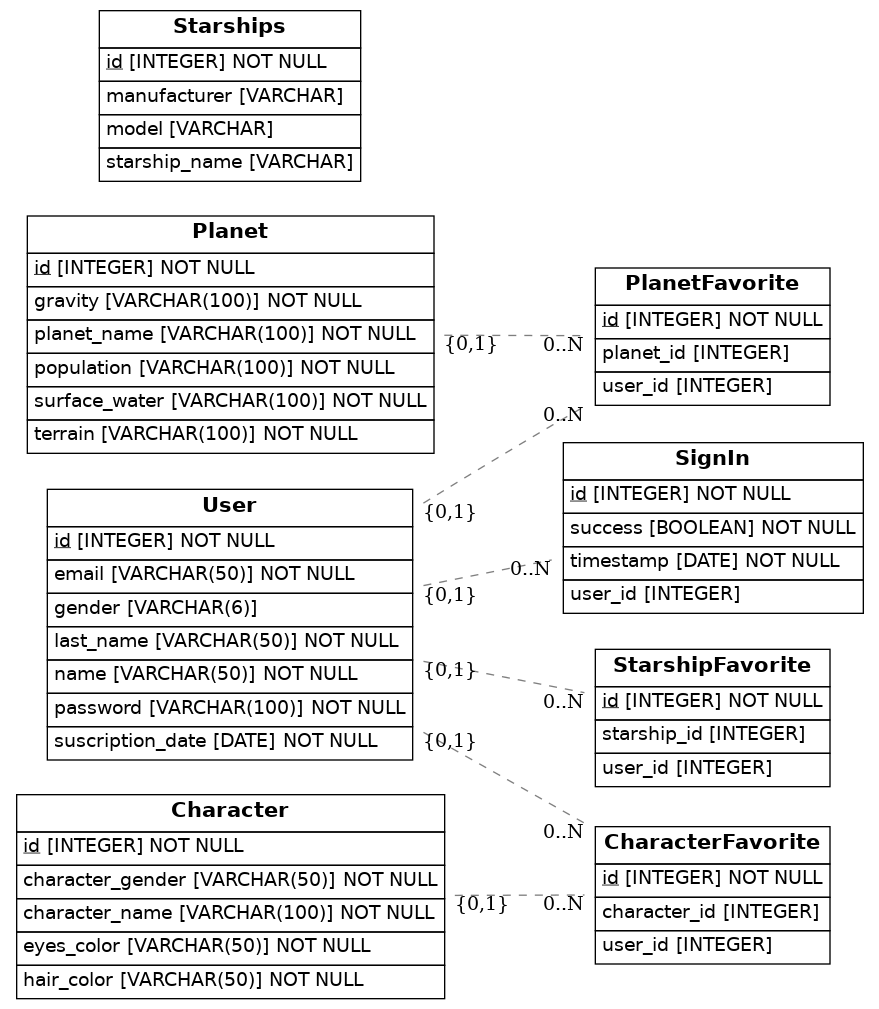 Starships
id [INTEGER] NOT NULL
manufacturer [VARCHAR]
model [VARCHAR]
starship_name [VARCHAR]
Planet
id [INTEGER] NOT NULL
gravity [VARCHAR(100)] NOT NULL
planet_name [VARCHAR(100)] NOT NULL
population [VARCHAR(100)] NOT NULL
surface_water [VARCHAR(100)] NOT NULL
terrain [VARCHAR(100)] NOT NULL
{0,1}
0..N
PlanetFavorite
id [INTEGER] NOT NULL
planet_id [INTEGER]
user_id [INTEGER]
0..N
{0,1}
User
id [INTEGER] NOT NULL
email [VARCHAR(50)] NOT NULL
gender [VARCHAR(6)]
last_name [VARCHAR(50)] NOT NULL
name [VARCHAR(50)] NOT NULL
password [VARCHAR(100)] NOT NULL
suscription_date [DATE] NOT NULL
SignIn
id [INTEGER] NOT NULL
success [BOOLEAN] NOT NULL
timestamp [DATE] NOT NULL
user_id [INTEGER]
0..N
{0,1}
{0,1}
0..N
StarshipFavorite
id [INTEGER] NOT NULL
starship_id [INTEGER]
user_id [INTEGER]
{0,1}
0..N
Character
id [INTEGER] NOT NULL
character_gender [VARCHAR(50)] NOT NULL
character_name [VARCHAR(100)] NOT NULL
eyes_color [VARCHAR(50)] NOT NULL
hair_color [VARCHAR(50)] NOT NULL
{0,1}
0..N
CharacterFavorite
id [INTEGER] NOT NULL
character_id [INTEGER]
user_id [INTEGER]